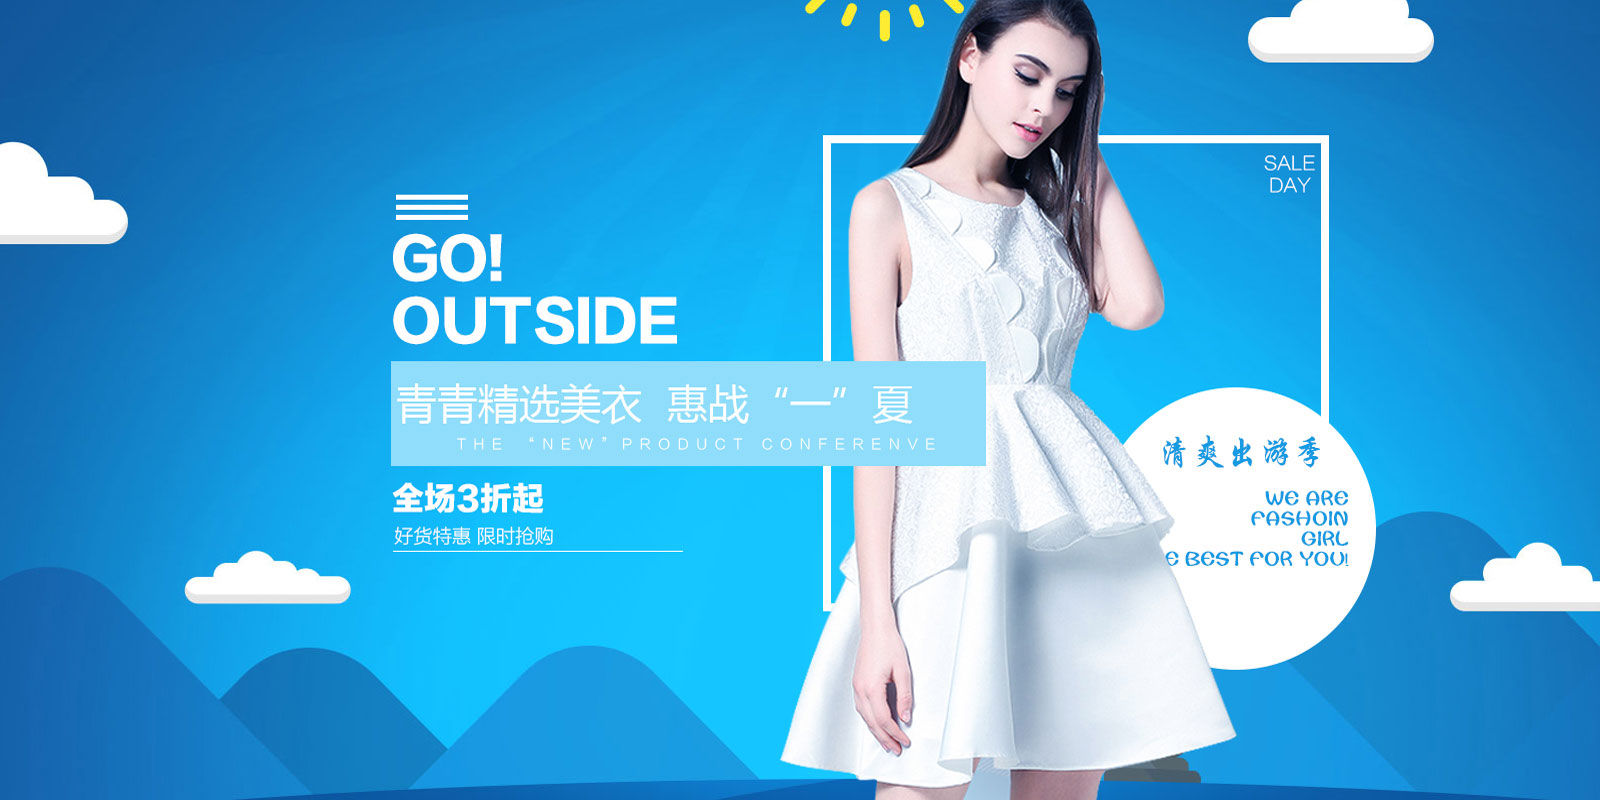 GO!
OUTSIDE
青青精选美衣 惠战“一”夏
THE “NEW”PRODUCT CONFERENVE
全场3折起
好货特惠 限时抢购
SALE
DAY
清爽出游季
WE ARE
FASHOIN
GIRL
E BEST FOR YOU!